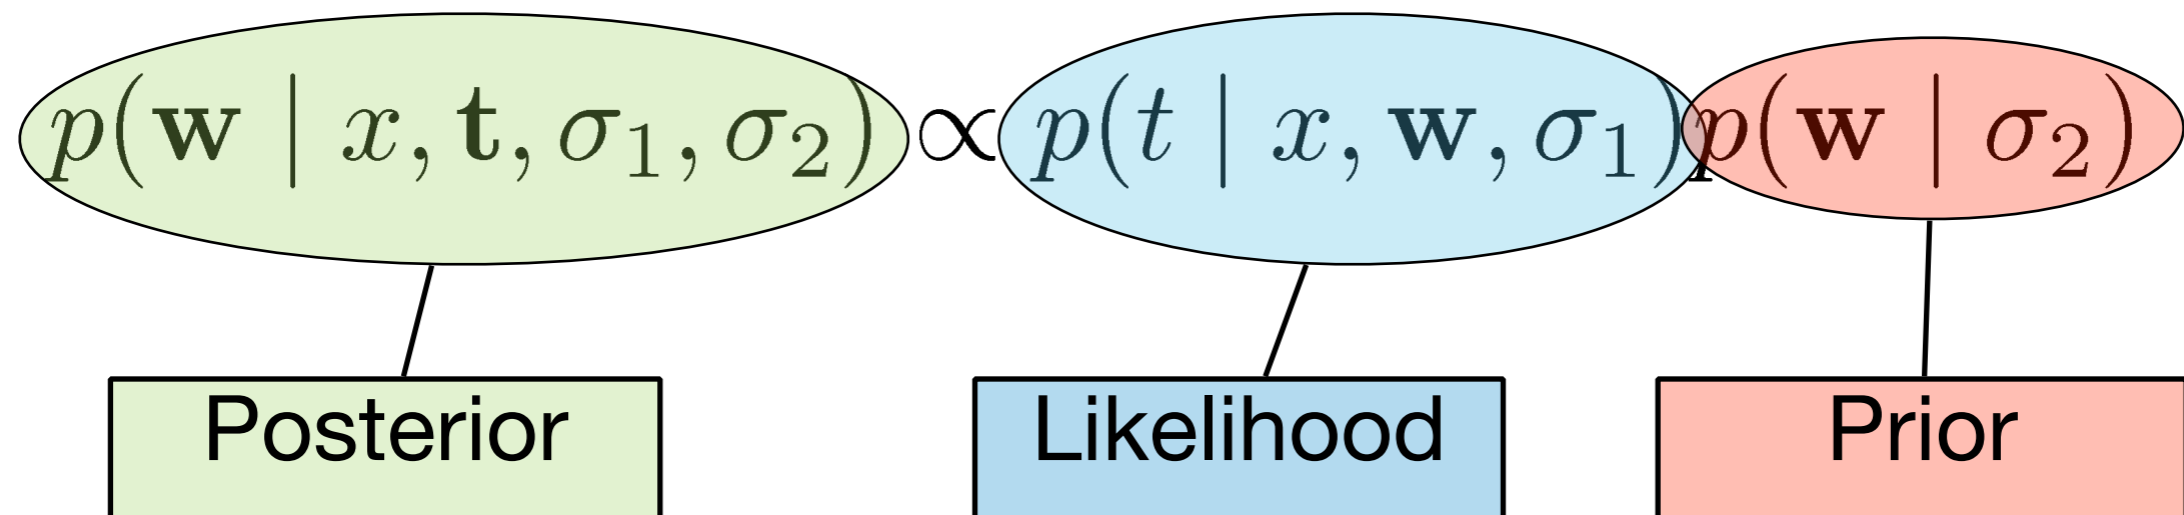 p(𝐰 | x, 𝐭, σ₁, σ₂) ∝ p(t | x, 𝐰, σ₁)p(𝐰 | σ₂)
Posterior Likelihood Prior